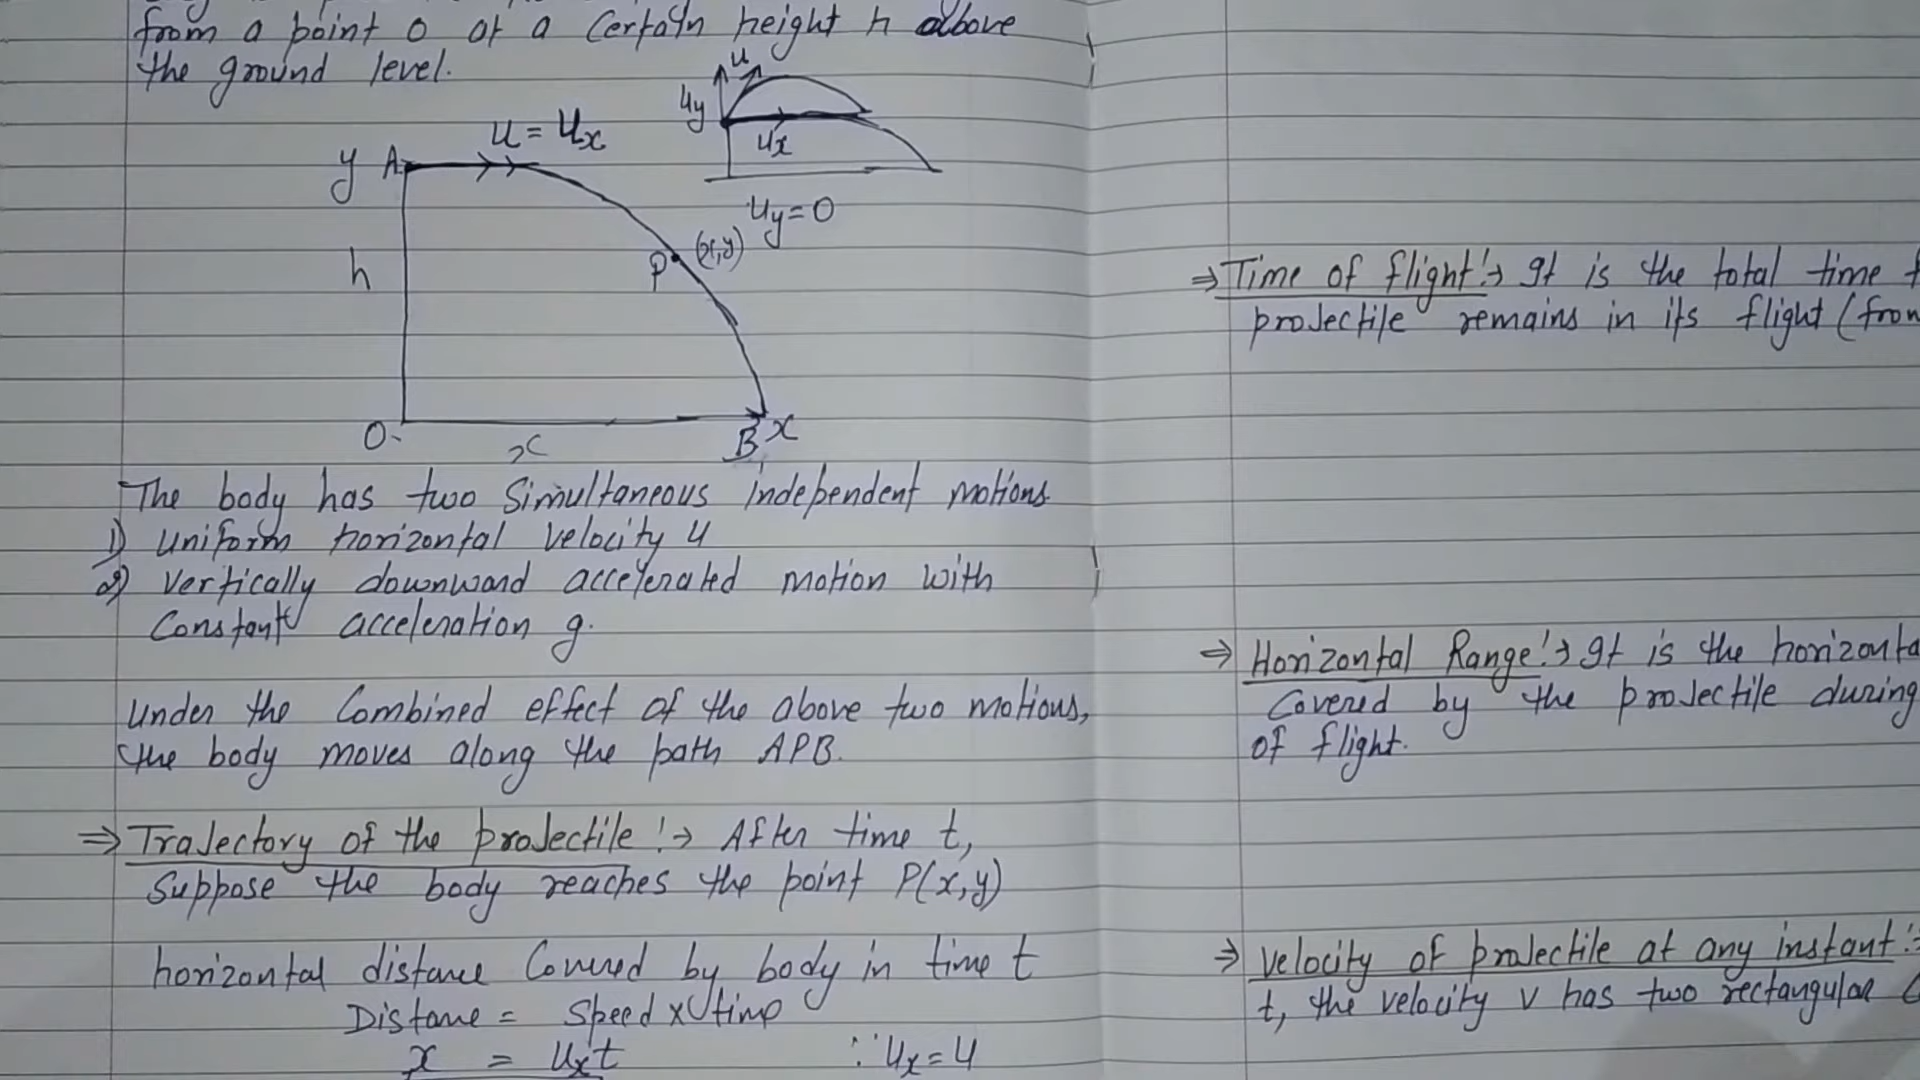 from a point O at a Certain height h above
the ground level.
u
uy
ux
uy=0
u = ux
y A
h
P (x,y)
O
x
B X
The body has two Simultaneous independent motions
1) uniform horizontal velocity u
2) vertically downward accelerated motion with
Constant acceleration g.
under the Combined effect of the above two motions,
the body moves along the path APB.
⇒ Trajectory of the projectile :→ After time t,
Suppose the body reaches the point P(x,y)
horizontal distance Covered by body in time t
Distance = Speed × time
x = uxt ∵ ux=u
⇒ Time of flight :→ It is the total time
projectile remains in its flight (from
⇒ Horizontal Range :→ It is the horizonta
Covered by the projectile during
of flight.
⇒ velocity of projectile at any instant :→
t, the velocity v has two rectangular